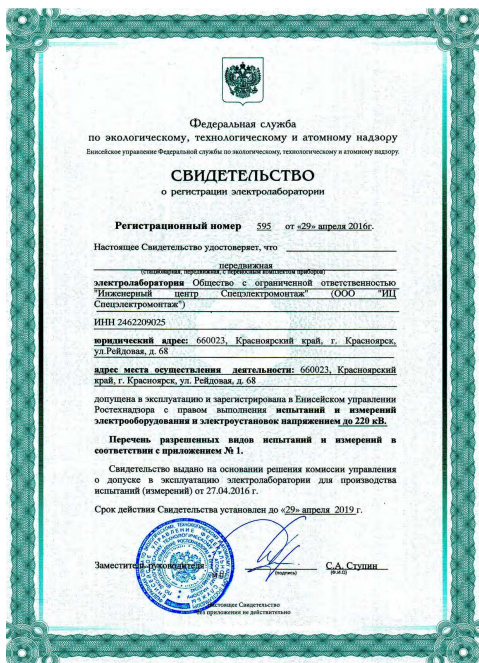 Федеральная служба
по экологическому, технологическому и атомному надзору
Енисейское управление Федеральной службы по экологическому, технологическому и атомному надзору.
СВИДЕТЕЛЬСТВО
о регистрации электролаборатории
Регистрационный номер 595 от «29» апреля 2016г.
Настоящее Свидетельство удостоверяет, что
передвижная
(стационарная, передвижная, с переносным комплектом приборов)
электролаборатория Общество с ограниченной ответственностью
"Инженерный центр Спецэлектромонтаж" (ООО "ИЦ
Спецэлектромонтаж")
ИНН 2462209025
юридический адрес: 660023, Красноярский край, г. Красноярск,
ул.Рейдовая, д. 68
адрес места осуществления деятельности: 660023, Красноярский
край, г. Красноярск, ул. Рейдовая, д. 68
допущена в эксплуатацию и зарегистрирована в Енисейском управлении
Ростехнадзора с правом выполнения испытаний и измерений
электрооборудования и электроустановок напряжением до 220 кВ.
Перечень разрешенных видов испытаний и измерений в
соответствии с приложением № 1.
Свидетельство выдано на основании решения комиссии управления
о допуске в эксплуатацию электролаборатории для производства
испытаний (измерений) от 27.04.2016 г.
Срок действия Свидетельства установлен до «29» апреля 2019 г.
Заместитель руководителя С.А. Ступин
(подпись) (Ф.И.О)
Настоящее Свидетельство
без приложения не действительно